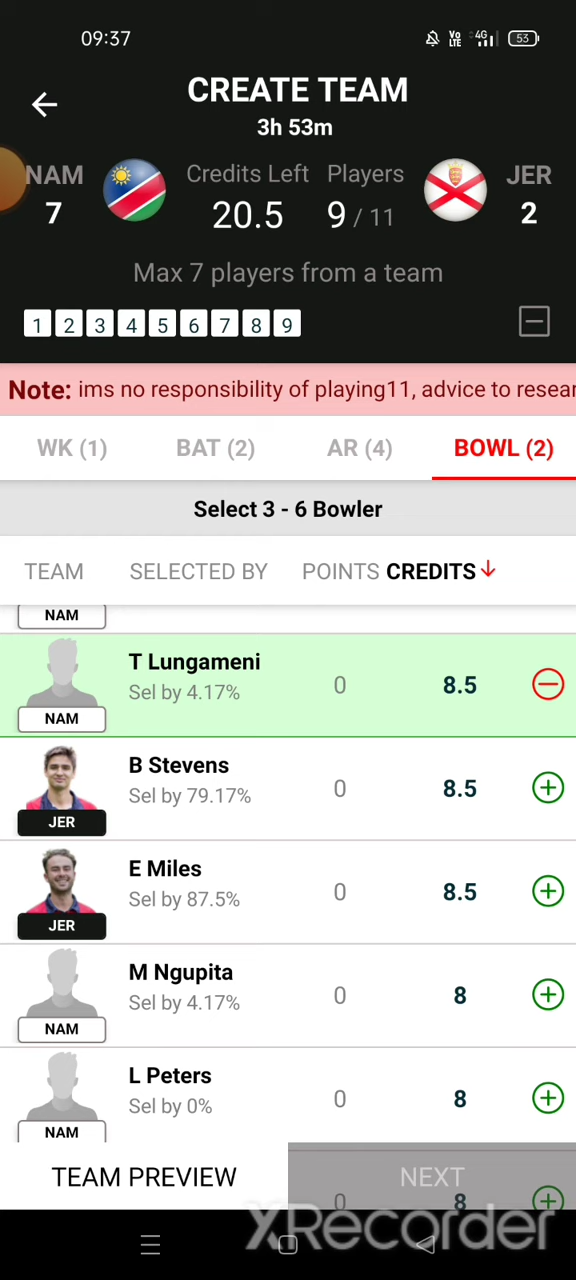 09:37
Vo LTE 4G 53
CREATE TEAM
3h 53m
NAM Credits Left Players JER
7 20.5 9 / 11 2
Max 7 players from a team
1 2 3 4 5 6 7 8 9
Note: ims no responsibility of playing11, advice to resear
WK (1) BAT (2) AR (4) BOWL (2)
Select 3 - 6 Bowler
TEAM SELECTED BY POINTS CREDITS
NAM
T Lungameni
Sel by 4.17% 0 8.5
NAM
B Stevens
Sel by 79.17% 0 8.5
JER
E Miles
Sel by 87.5% 0 8.5
JER
M Ngupita
Sel by 4.17% 0 8
NAM
L Peters
Sel by 0% 0 8
NAM
TEAM PREVIEW NEXT
0 8
XRecorder